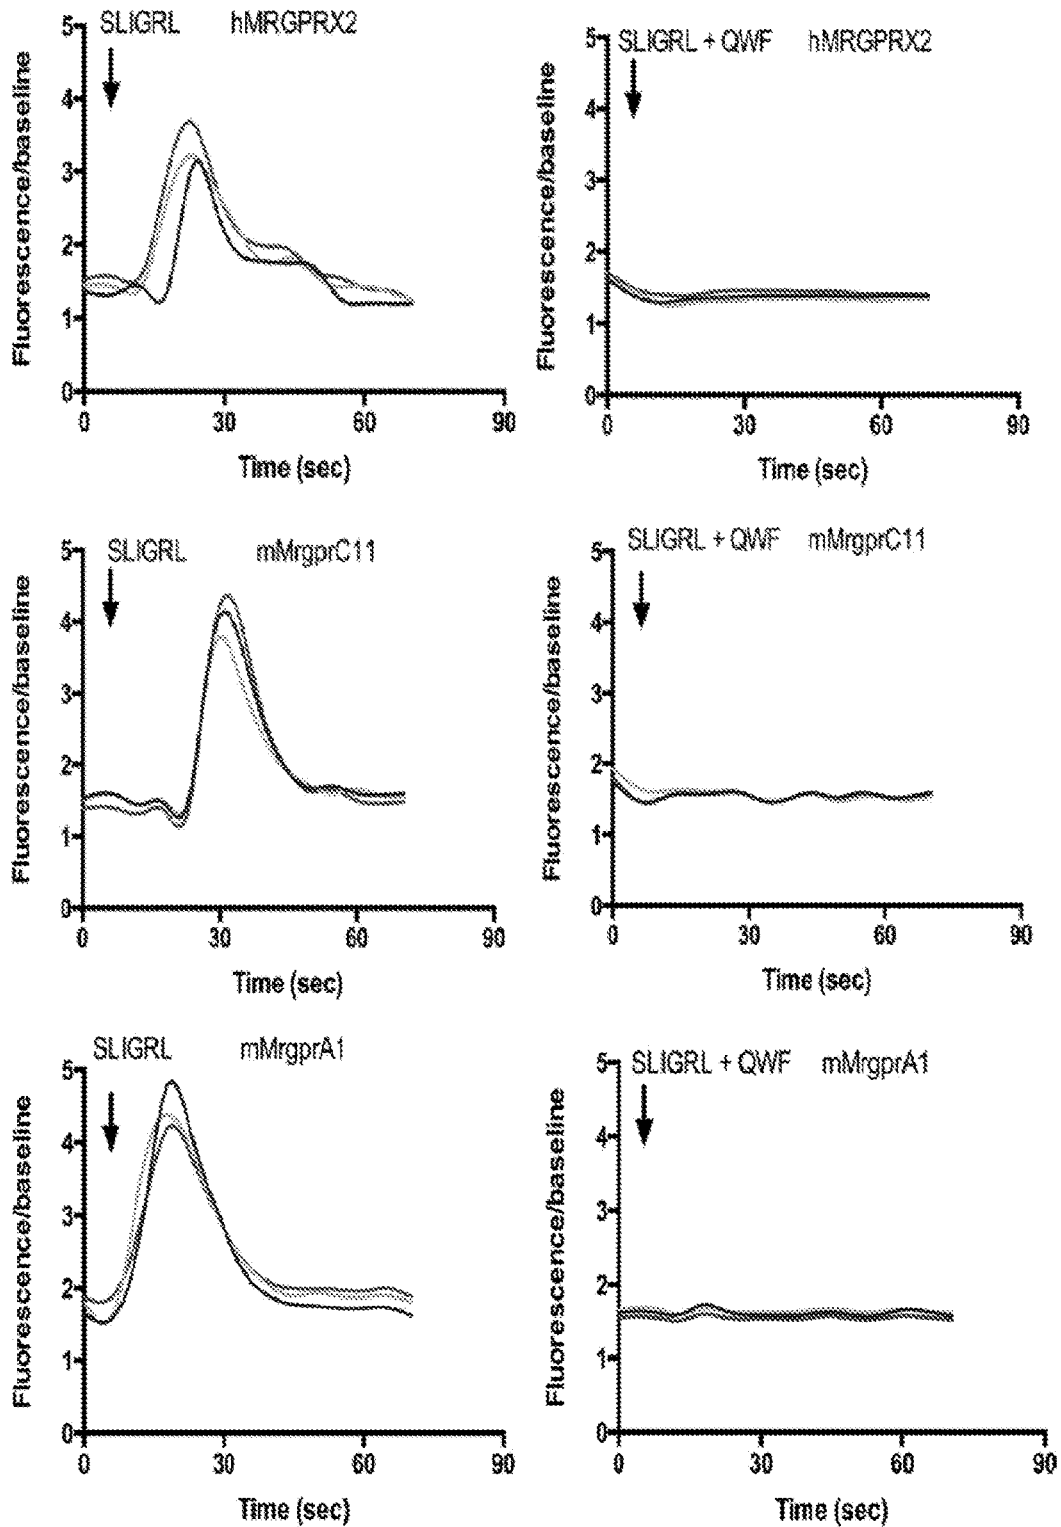 SLIGRL hMRGPRX2
Fluorescence/baseline
5
4
3
2
1
0
0 30 60 90
Time (sec)
SLIGRL + QWF hMRGPRX2
Fluorescence/baseline
5
4
3
2
1
0
0 30 60 90
Time (sec)
SLIGRL mMrgprC11
Fluorescence/baseline
5
4
3
2
1
0
0 30 60 90
Time (sec)
SLIGRL + QWF mMrgprC11
Fluorescence/baseline
5
4
3
2
1
0
0 30 60 90
Time (sec)
SLIGRL mMrgprA1
Fluorescence/baseline
5
4
3
2
1
0
0 30 60 90
Time (sec)
SLIGRL + QWF mMrgprA1
Fluorescence/baseline
5
4
3
2
1
0
0 30 60 90
Time (sec)